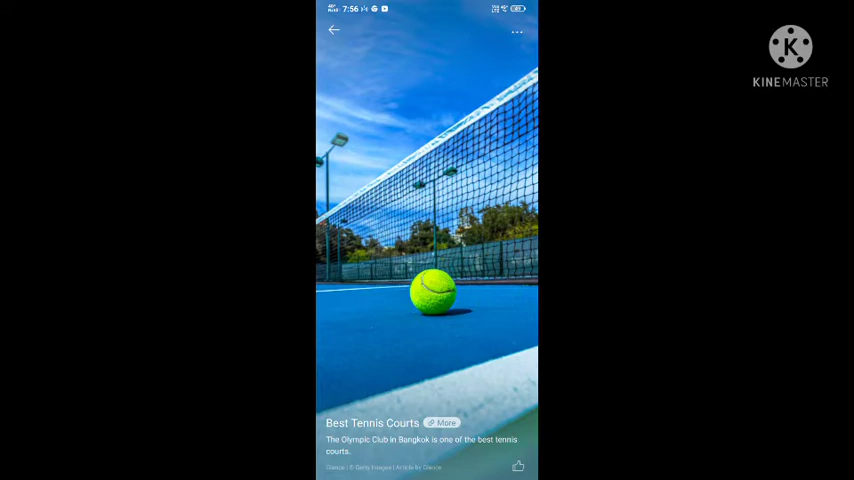 7:56
KINEMASTER
Best Tennis Courts
More
The Olympic Club in Bangkok is one of the best tennis
courts.
Glance | © Getty Images | Article By Glance